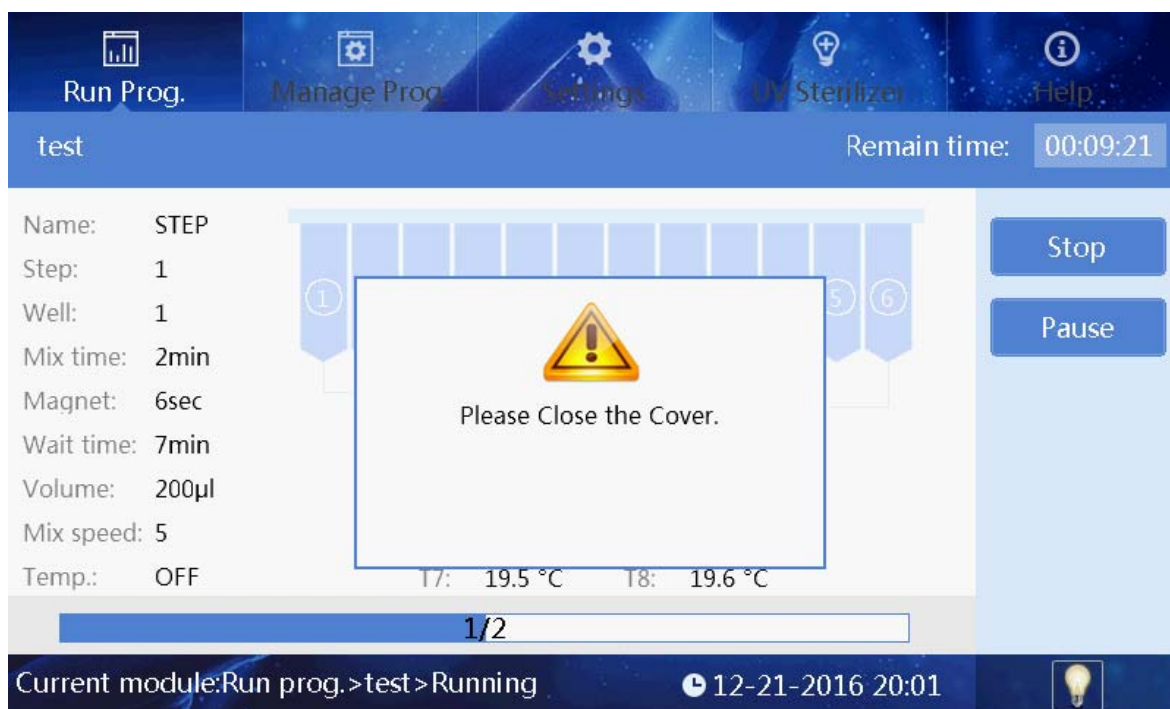 Run Prog.
Manage Prog.
Settings
UV Sterilizer
Help
test
Remain time: 00:09:21
Name: STEP
Step: 1
Well: 1
Mix time: 2min
Magnet: 6sec
Wait time: 7min
Volume: 200µl
Mix speed: 5
Temp.: OFF
1
5
6
Please Close the Cover.
T7: 19.5 °C T8: 19.6 °C
Stop
Pause
1/2
Current module:Run prog.>test>Running
12-21-2016 20:01